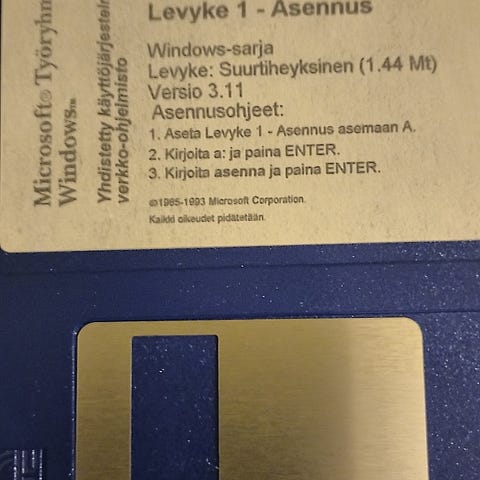 Microsoft® Työryhm
Windows™
Yhdistetty käyttöjärjestelm
verkko-ohjelmisto
Levyke 1 - Asennus
Windows-sarja
Levyke: Suurtiheyksinen (1.44 Mt)
Versio 3.11
Asennusohjeet:
1. Aseta Levyke 1 - Asennus asemaan A.
2. Kirjoita a: ja paina ENTER.
3. Kirjoita asenna ja paina ENTER.
©1985-1993 Microsoft Corporation.
Kaikki oikeudet pidätetään.